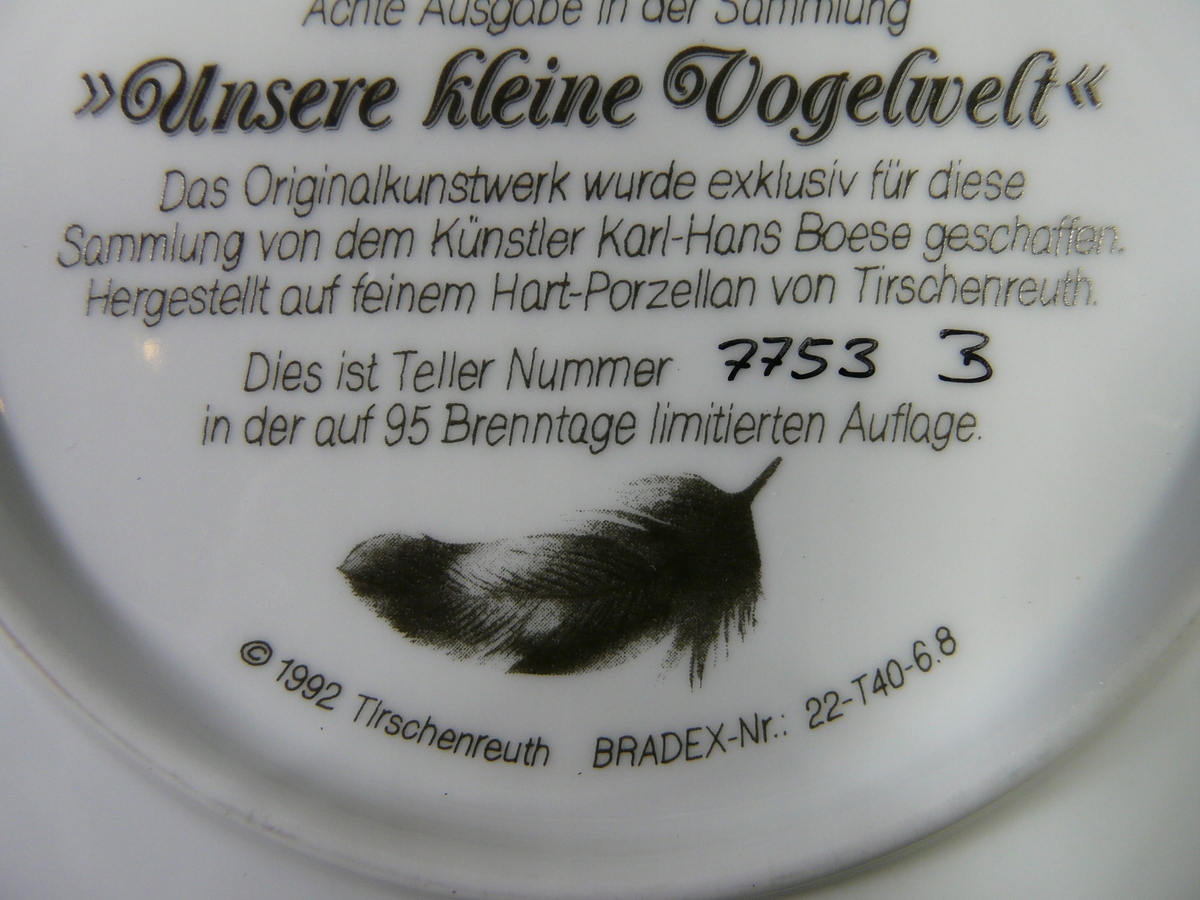 Achte Ausgabe in der Sammlung
»Unsere kleine Vogelwelt«
Das Originalkunstwerk wurde exklusiv für diese
Sammlung von dem Künstler Karl-Hans Boese geschaffen.
Hergestellt auf feinem Hart-Porzellan von Tirschenreuth.
Dies ist Teller Nummer 7753 B
in der auf 95 Brenntage limitierten Auflage.
© 1992 Tirschenreuth BRADEX-Nr.: 22-T40-6.8